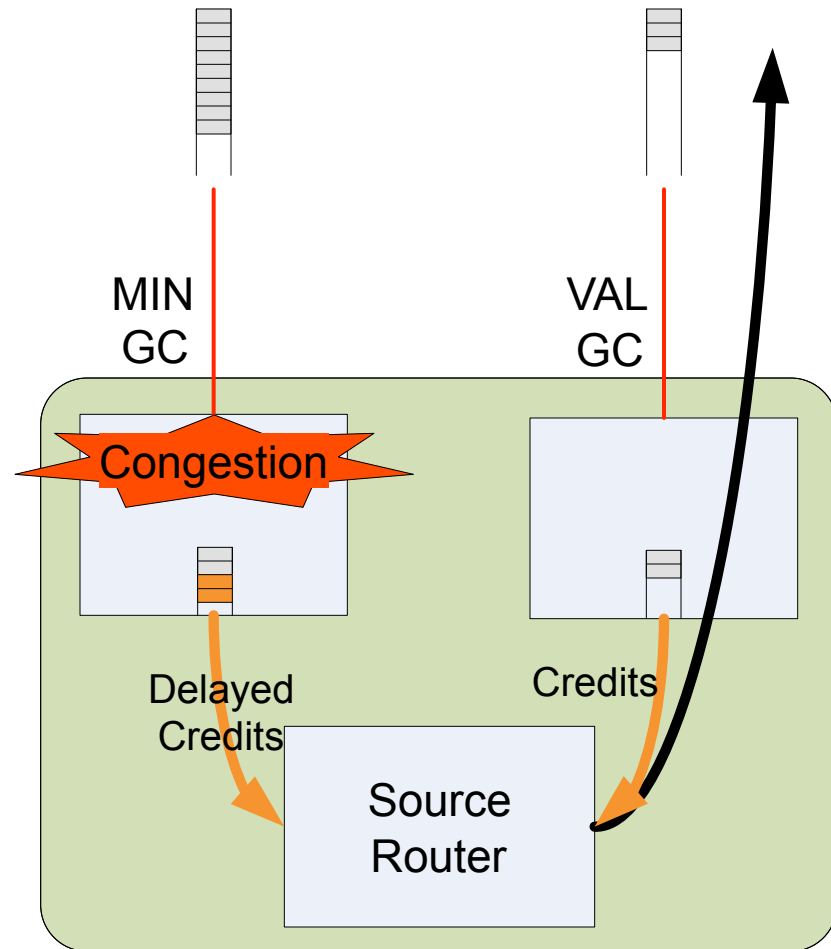 MIN
GC
VAL
GC
Congestion
Delayed
Credits
Credits
Source
Router